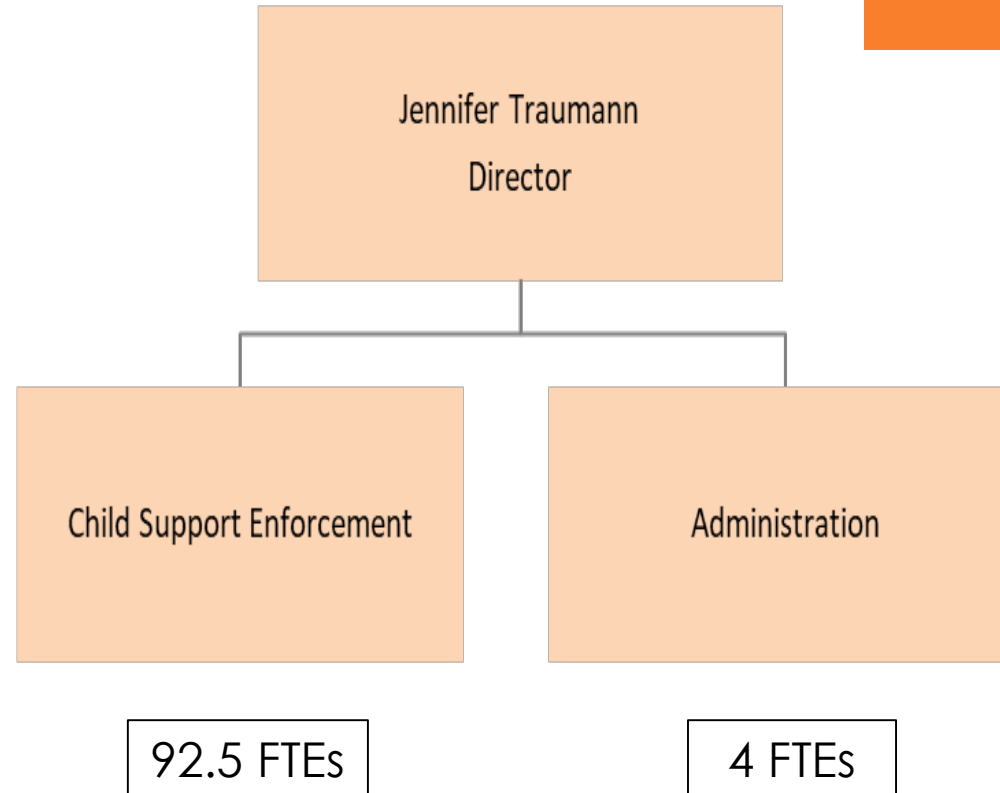 Jennifer Traumann
Director
Child Support Enforcement
Administration
92.5 FTEs
4 FTEs